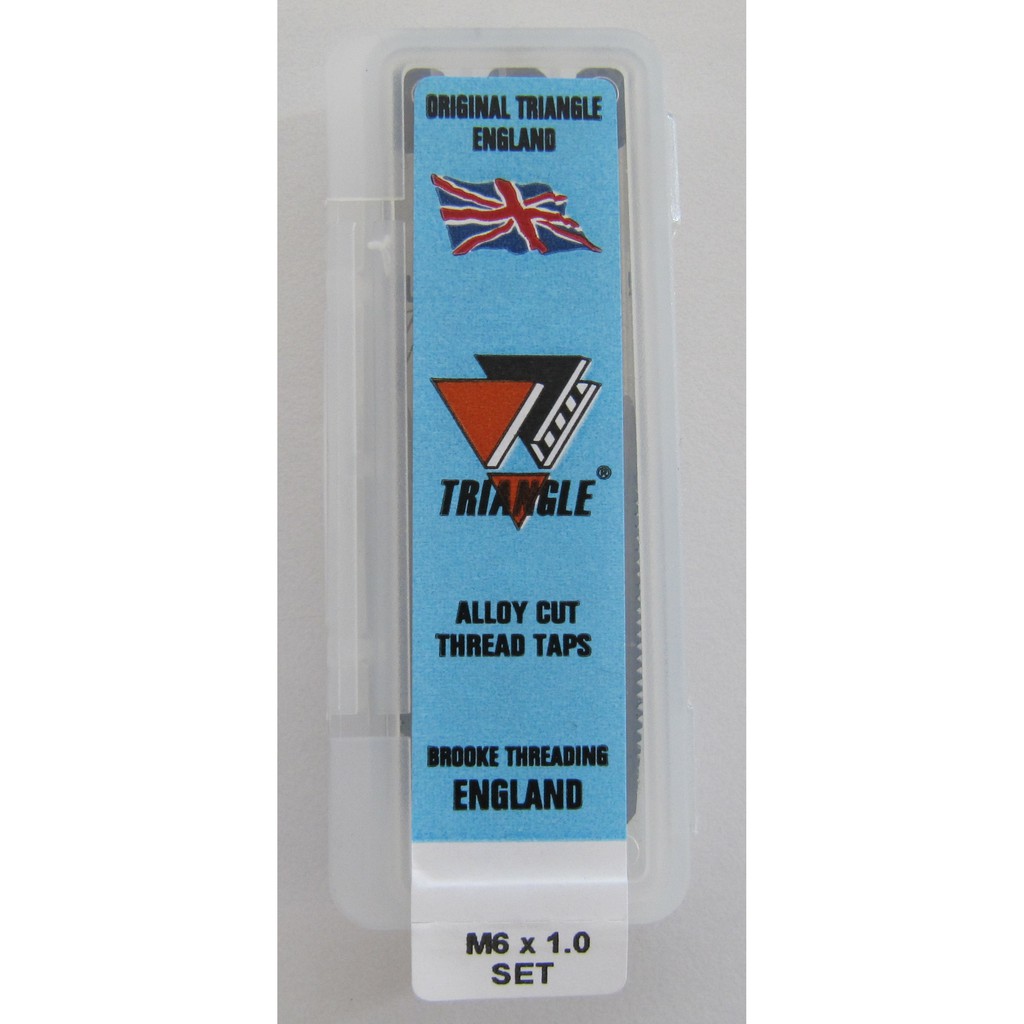 ORIGINAL TRIANGLE
ENGLAND
TRIANGLE ®
ALLOY CUT
THREAD TAPS
BROOKE THREADING
ENGLAND
M6 x 1.0
SET